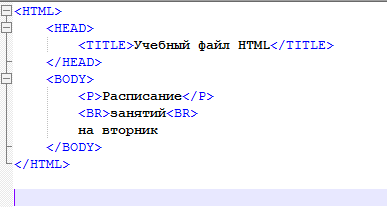 <HTML>
<HEAD>
<TITLE>Учебный файл HTML</TITLE>
</HEAD>
<BODY>
<P>Расписание</P>
<BR>занятий<BR>
на вторник
</BODY>
</HTML>